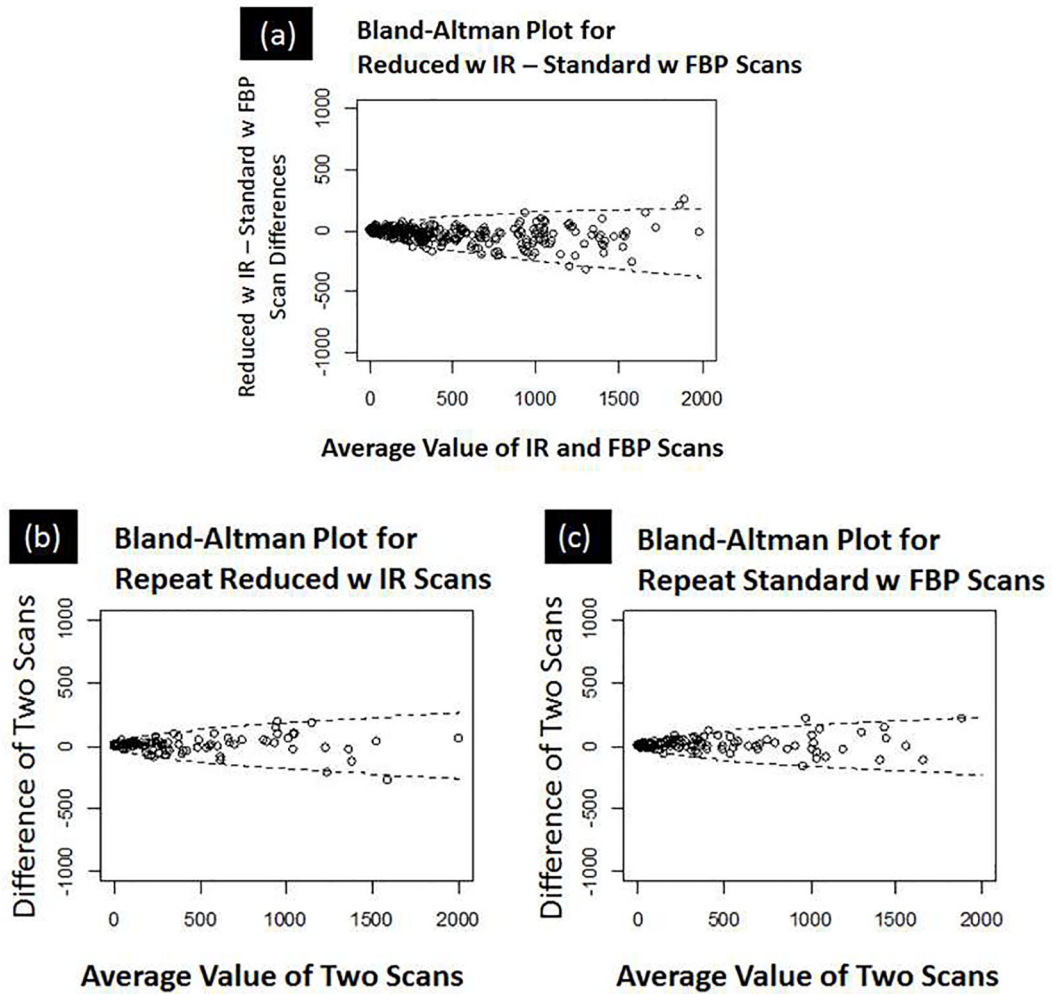 (a)
Bland-Altman Plot for
Reduced w IR – Standard w FBP Scans
Reduced w IR – Standard w FBP
Scan Differences
1000
500
0
-500
-1000
0 500 1000 1500 2000
Average Value of IR and FBP Scans
(b)
Bland-Altman Plot for
Repeat Reduced w IR Scans
Difference of Two Scans
1000
500
0
-500
-1000
0 500 1000 1500 2000
Average Value of Two Scans
(c)
Bland-Altman Plot for
Repeat Standard w FBP Scans
Difference of Two Scans
1000
500
0
-500
-1000
0 500 1000 1500 2000
Average Value of Two Scans